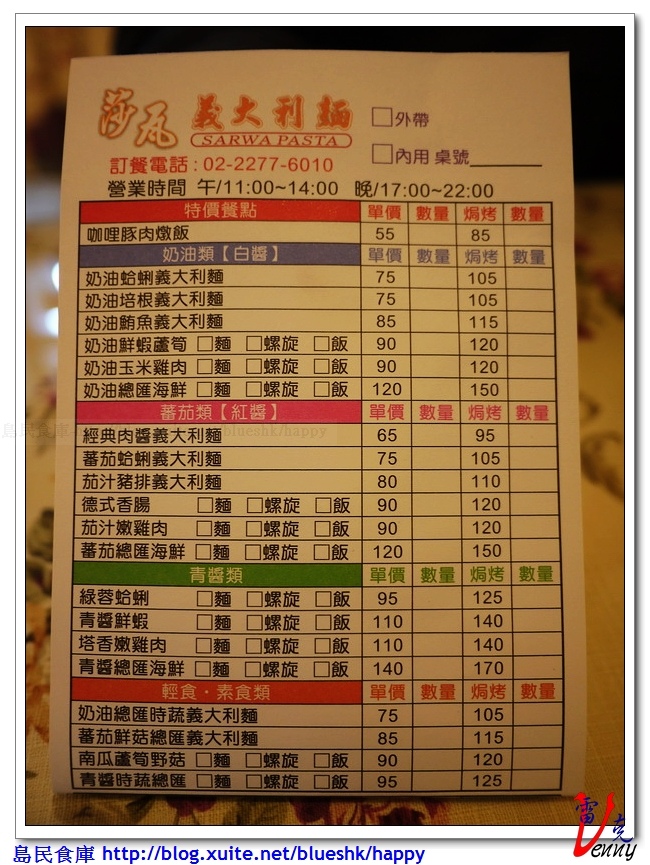 莎瓦 義大利麵 □外帶
SARWA PASTA
□內用 桌號
訂餐電話：02-2277-6010
營業時間 午/11:00~14:00 晚/17:00~22:00
特價餐點 單價 數量 焗烤 數量
咖哩豚肉燉飯 55 85
奶油類【白醬】 單價 數量 焗烤 數量
奶油蛤蜊義大利麵 75 105
奶油培根義大利麵 75 105
奶油鮪魚義大利麵 85 115
奶油鮮蝦蘆筍 □麵 □螺旋 □飯 90 120
奶油玉米雞肉 □麵 □螺旋 □飯 90 120
奶油總匯海鮮 □麵 □螺旋 □飯 120 150
蕃茄類【紅醬】 單價 數量 焗烤 數量
經典肉醬義大利麵 65 95
蕃茄蛤蜊義大利麵 75 105
茄汁豬排義大利麵 80 110
德式香腸 □麵 □螺旋 □飯 90 120
茄汁嫩雞肉 □麵 □螺旋 □飯 90 120
蕃茄總匯海鮮 □麵 □螺旋 □飯 120 150
青醬類 單價 數量 焗烤 數量
綠蓉蛤蜊 □麵 □螺旋 □飯 95 125
青醬鮮蝦 □麵 □螺旋 □飯 110 140
塔香嫩雞肉 □麵 □螺旋 □飯 110 140
青醬總匯海鮮 □麵 □螺旋 □飯 140 170
輕食・素食類 單價 數量 焗烤 數量
奶油總匯時蔬義大利麵 75 105
蕃茄鮮菇總匯義大利麵 85 115
南瓜蘆筍野菇 □麵 □螺旋 □飯 90 120
青醬時蔬總匯 □麵 □螺旋 □飯 95 125
雷克
Venny
島民食庫 http://blog.xuite.net/blueshk/happy